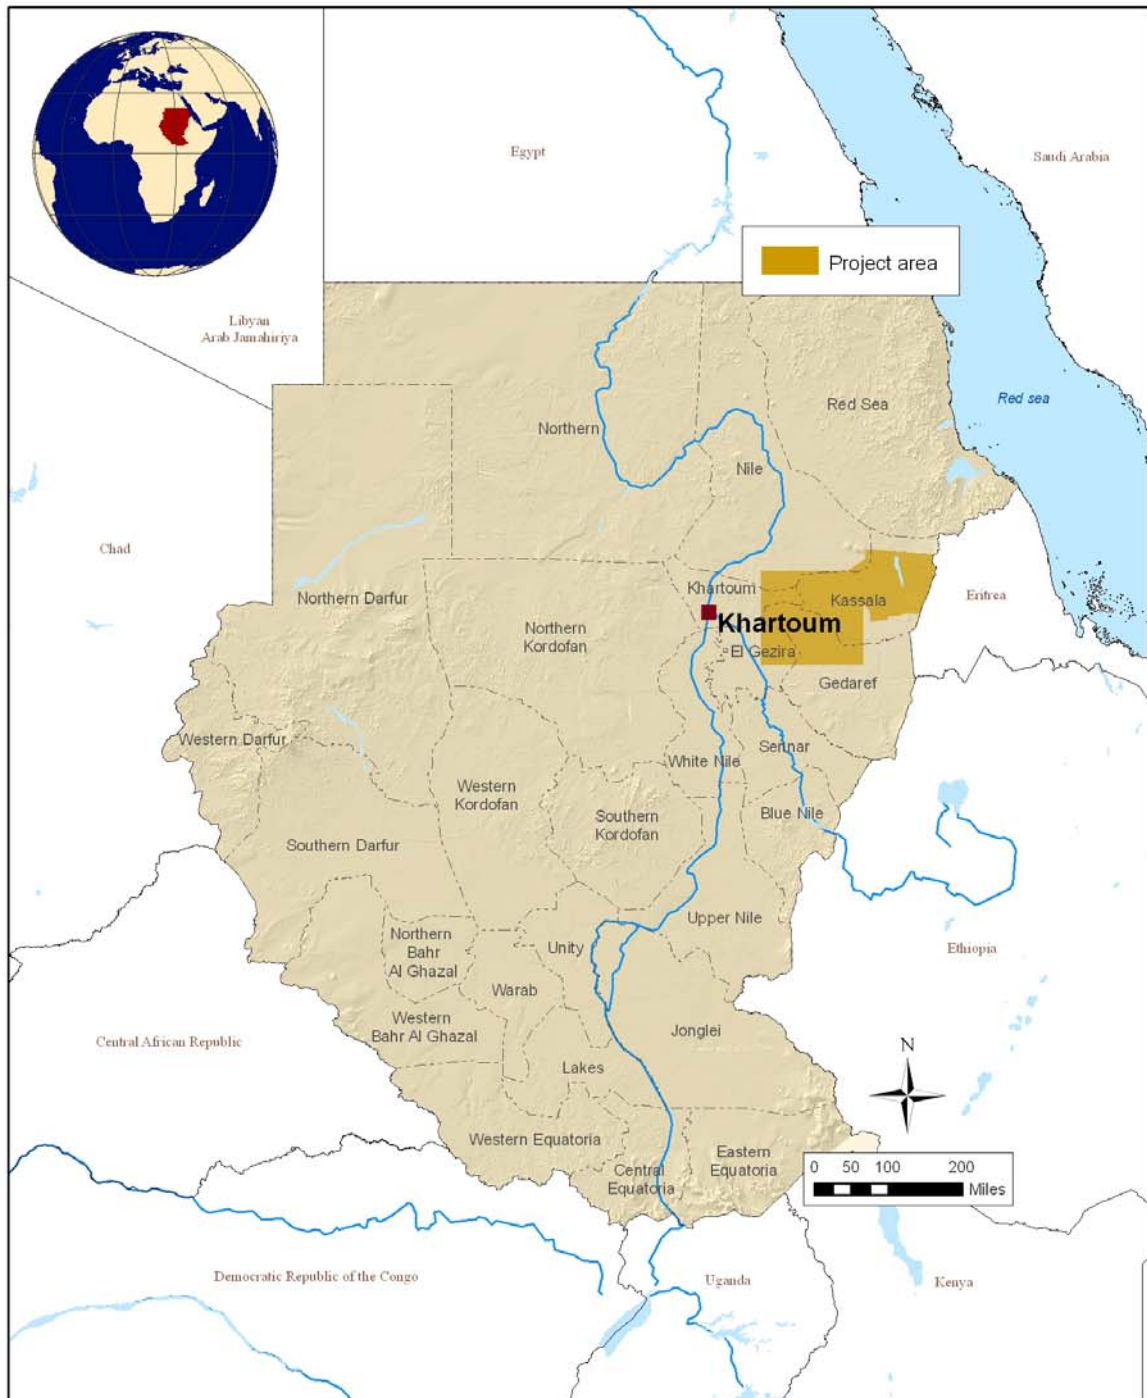 Egypt
Saudi Arabia
Project area
Libyan
Arab Jamahiriya
Red sea
Red Sea
Northern
Nile
Chad
Khartoum
Kassala
Eritrea
Northern Darfur
Northern
Kordofan
Khartoum
El Gezira
Gedaref
Western Darfur
White Nile
Sennar
Western
Kordofan
Southern
Kordofan
Blue Nile
Southern Darfur
Upper Nile
Northern
Bahr
Al Ghazal
Unity
Ethiopia
Warab
Western
Bahr Al Ghazal
Jonglei
Central African Republic
Lakes
N
Western Equatoria
Eastern
Equatoria
Central
Equatoria
0 50 100 200
Miles
Democratic Republic of the Congo
Uganda
Kenya